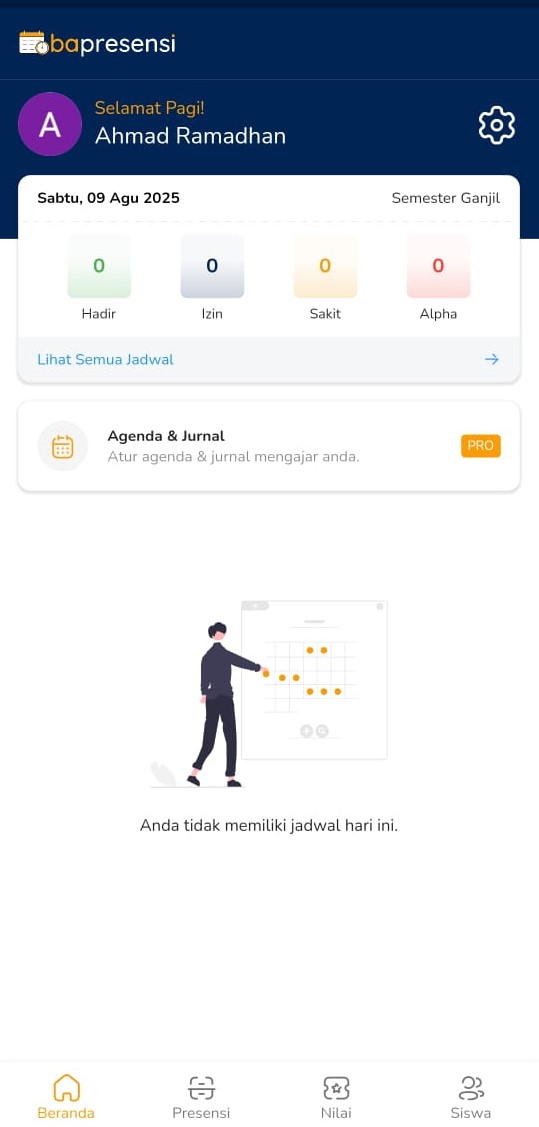 bapresensi
A
Selamat Pagi!
Ahmad Ramadhan
Sabtu, 09 Agu 2025 Semester Ganjil
0 0 0 0
Hadir Izin Sakit Alpha
Lihat Semua Jadwal
Agenda & Jurnal
Atur agenda & jurnal mengajar anda.
PRO
Anda tidak memiliki jadwal hari ini.
Beranda Presensi Nilai Siswa